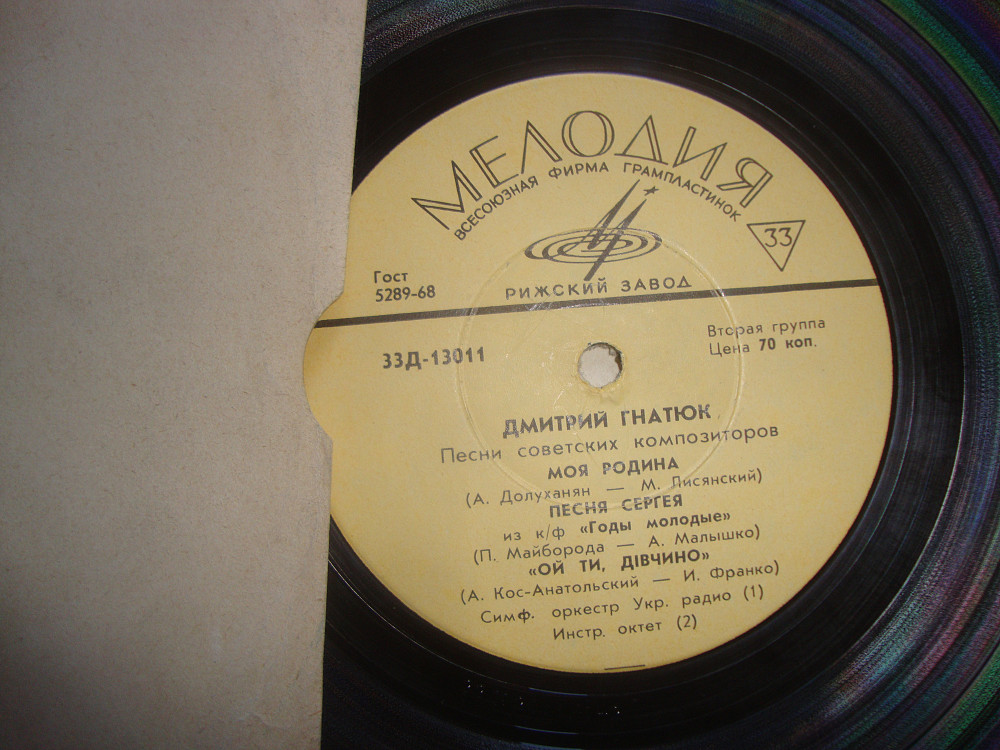 МЕЛОДИЯ
ВСЕСОЮЗНАЯ ФИРМА ГРАМПЛАСТИНОК
33
Гост
5289-68
РИЖСКИЙ ЗАВОД
33Д-13011
Вторая группа
Цена 70 коп.
ДМИТРИЙ ГНАТЮК
Песни советских композиторов
МОЯ РОДИНА
(А. Долуханян — М. Лисянский)
ПЕСНЯ СЕРГЕЯ
из к/ф «Годы молодые»
(П. Майборода — А. Малышко)
«ОЙ ТИ, ДІВЧИНО»
(А. Кос-Анатольский — И. Франко)
Симф. оркестр Укр. радио (1)
Инстр. октет (2)